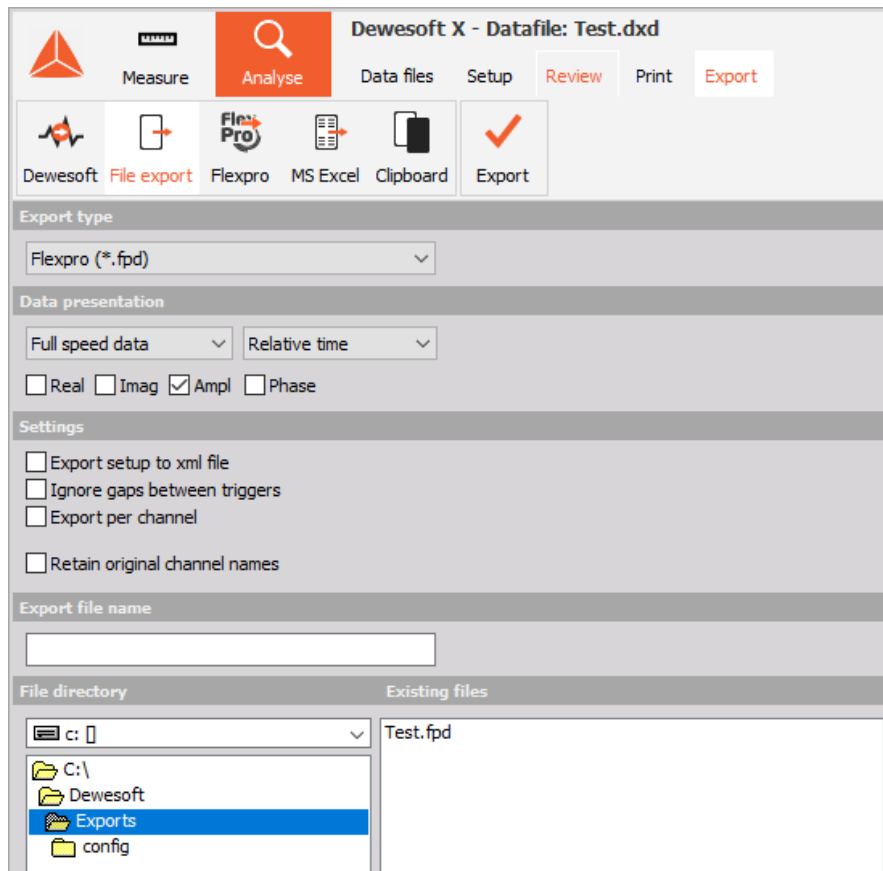 Dewesoft X - Datafile: Test.dxd
Measure Analyse Data files Setup Review Print Export
Flex Pro
Dewesoft File export Flexpro MS Excel Clipboard Export
Export type
Flexpro (*.fpd)
Data presentation
Full speed data Relative time
Real Imag Ampl Phase
Settings
Export setup to xml file
Ignore gaps between triggers
Export per channel
Retain original channel names
Export file name
File directory Existing files
c: [] Test.fpd
C:\
Dewesoft
Exports
config